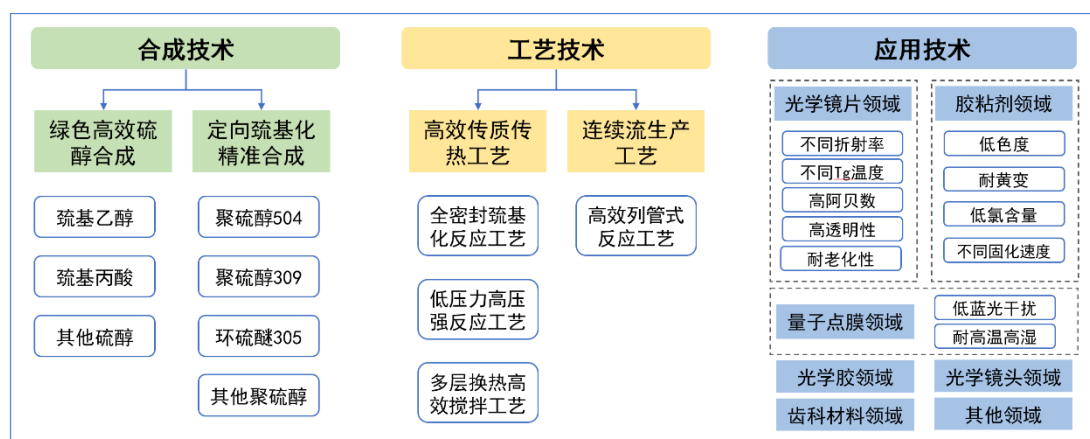 合成技术
绿色高效硫
醇合成
定向巯基化
精准合成
巯基乙醇
巯基丙酸
其他硫醇
聚硫醇504
聚硫醇309
环硫醚305
其他聚硫醇
工艺技术
高效传质传
热工艺
连续流生产
工艺
全密封巯基
化反应工艺
低压力高压
强反应工艺
多层换热高
效搅拌工艺
高效列管式
反应工艺
应用技术
光学镜片领域
不同折射率
不同Tg温度
高阿贝数
高透明性
耐老化性
胶粘剂领域
低色度
耐黄变
低氯含量
不同固化速度
量子点膜领域
低蓝光干扰
耐高温高湿
光学胶领域
光学镜头领域
齿科材料领域
其他领域